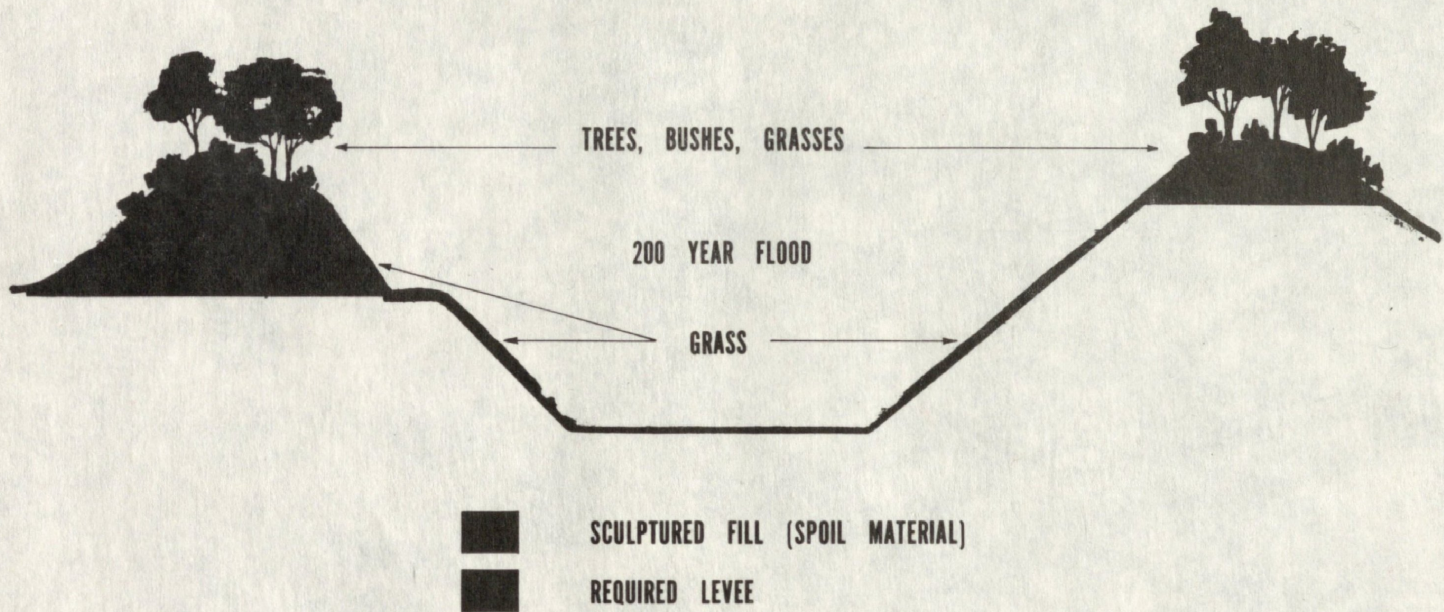 TREES, BUSHES, GRASSES
200 YEAR FLOOD
GRASS
SCULPTURED FILL (SPOIL MATERIAL)
REQUIRED LEVEE